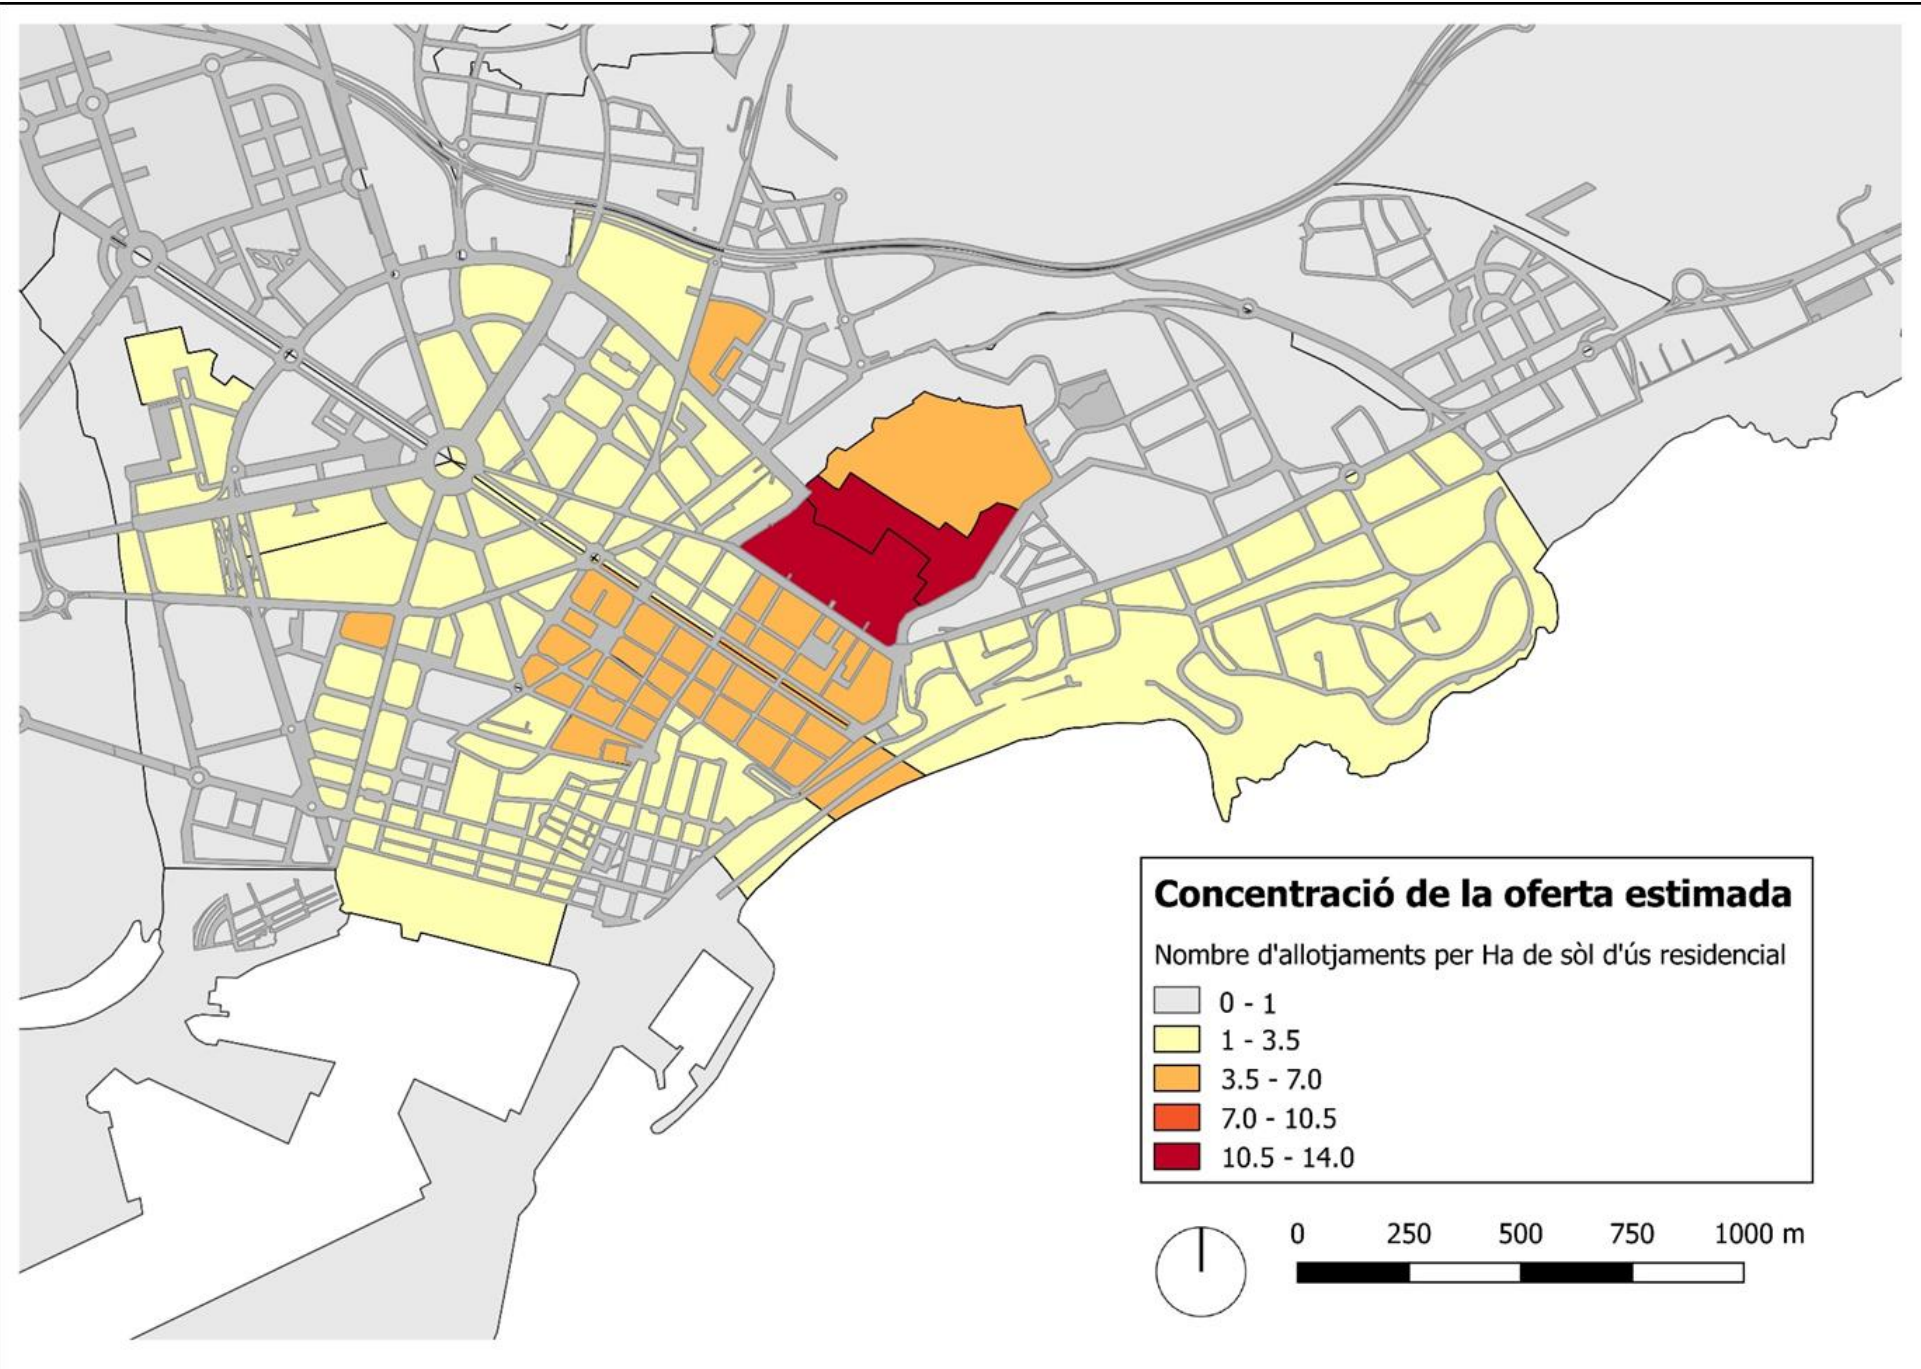 Concentració de la oferta estimada
Nombre d'allotjaments per Ha de sòl d'ús residencial
0 - 1
1 - 3.5
3.5 - 7.0
7.0 - 10.5
10.5 - 14.0
0 250 500 750 1000 m